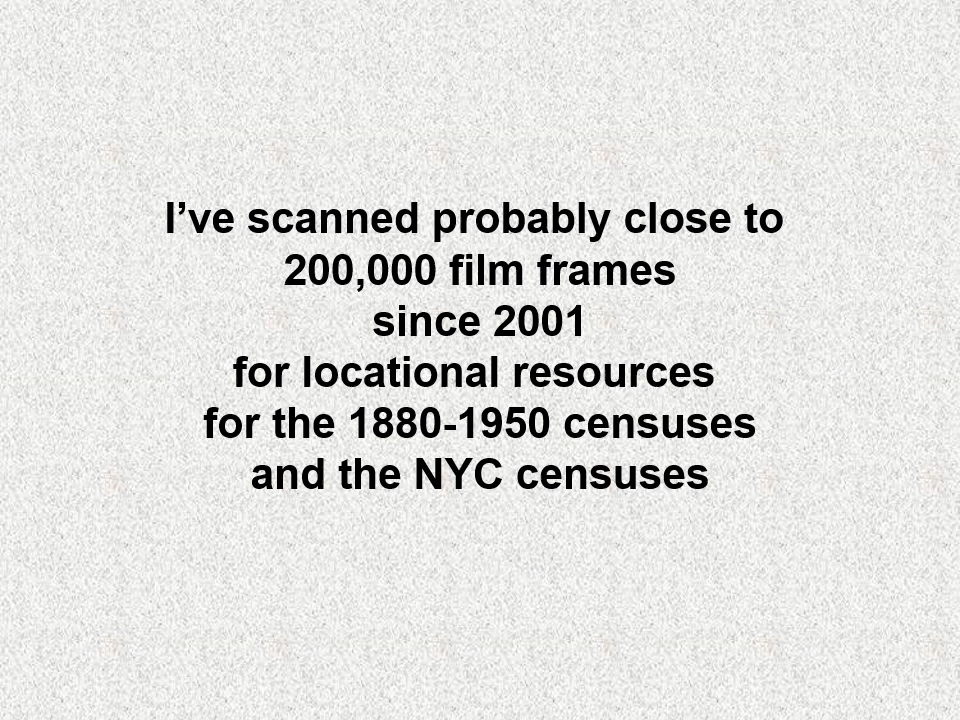 I’ve scanned probably close to
200,000 film frames
since 2001
for locational resources
for the 1880-1950 censuses
and the NYC censuses